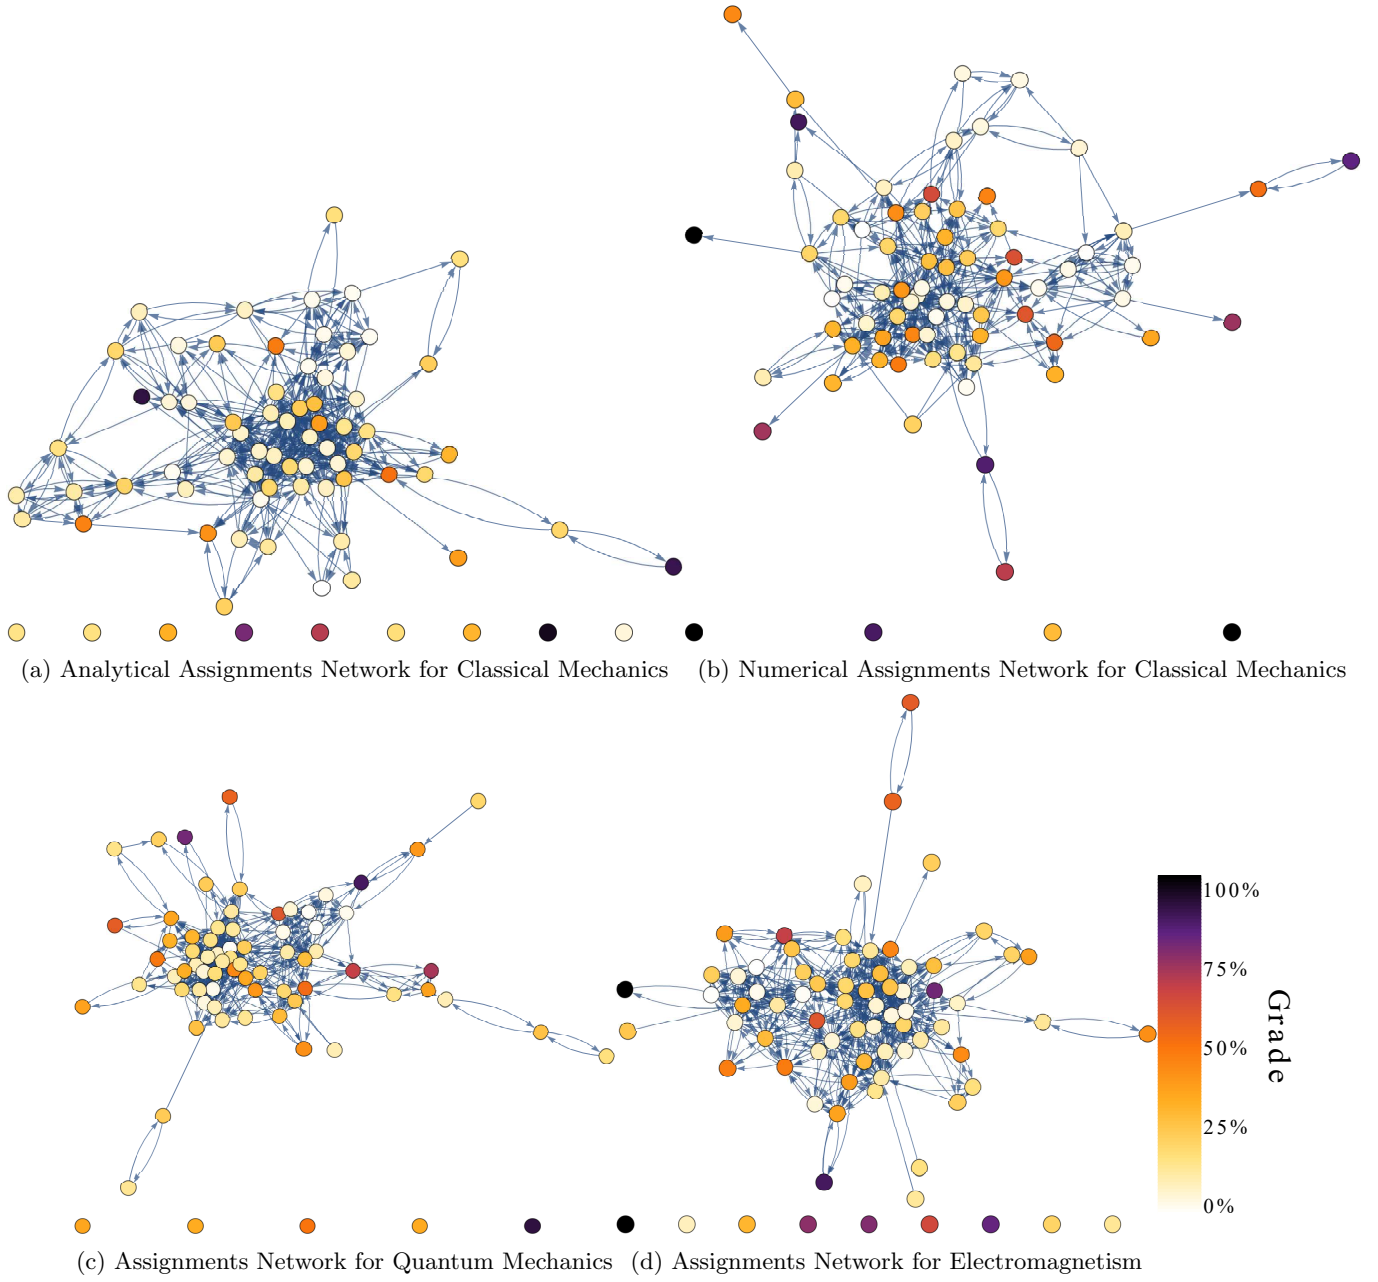 (a) Analytical Assignments Network for Classical Mechanics
(b) Numerical Assignments Network for Classical Mechanics
100%
75%
50%
25%
0%
Grade
(c) Assignments Network for Quantum Mechanics
(d) Assignments Network for Electromagnetism